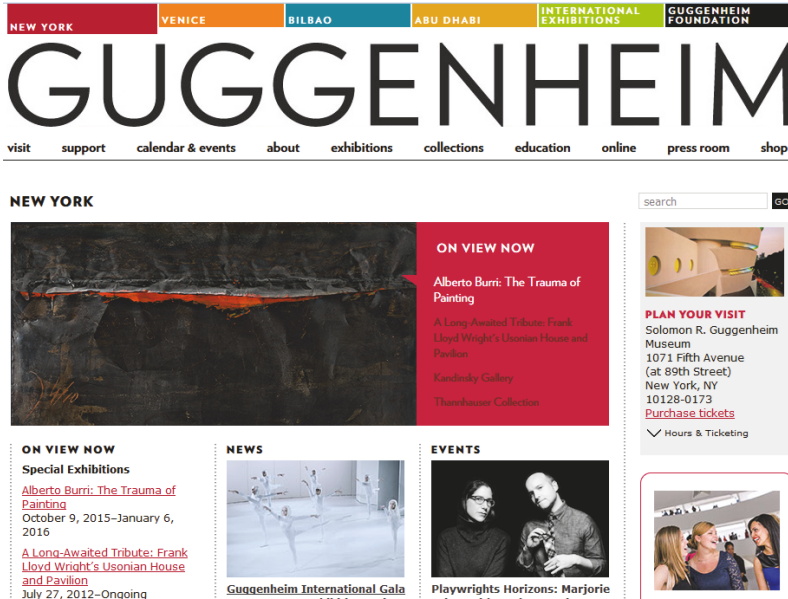 NEW YORK
VENICE
BILBAO
ABU DHABI
INTERNATIONAL
EXHIBITIONS
GUGGENHEIM
FOUNDATION
GUGGENHEIM
visit support calendar & events about exhibitions collections education online press room shop
NEW YORK
search GO
ON VIEW NOW
Alberto Burri: The Trauma of
Painting
A Long-Awaited Tribute: Frank
Lloyd Wright's Usonian House and
Pavilion
Kandinsky Gallery
Thannhauser Collection
PLAN YOUR VISIT
Solomon R. Guggenheim
Museum
1071 Fifth Avenue
(at 89th Street)
New York, NY
10128-0173
Purchase tickets
Hours & Ticketing
ON VIEW NOW
Special Exhibitions
Alberto Burri: The Trauma of
Painting
October 9, 2015–January 6,
2016
A Long-Awaited Tribute: Frank
Lloyd Wright's Usonian House
and Pavilion
July 27, 2012–Ongoing
NEWS
Guggenheim International Gala
EVENTS
Playwrights Horizons: Marjorie